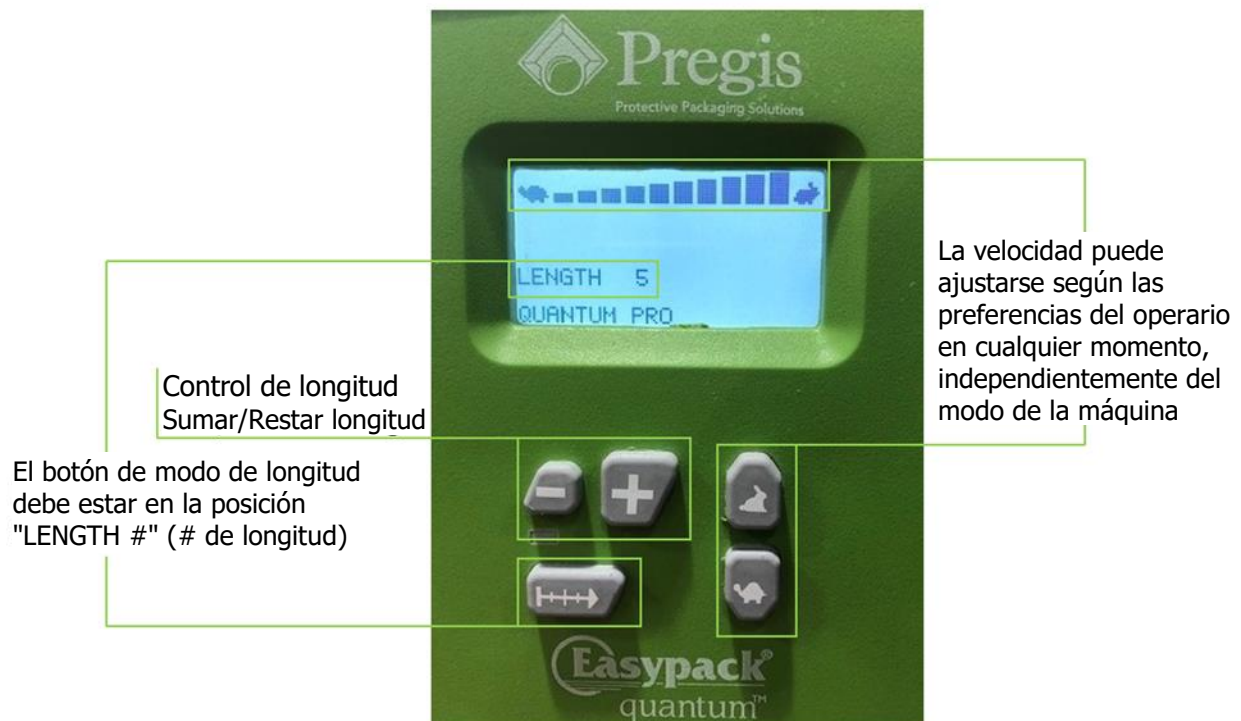 Pregis
Protective Packaging Solutions
LENGTH 5
QUANTUM PRO
La velocidad puede
ajustarse según las
preferencias del operario
en cualquier momento,
independientemente del
modo de la máquina
Control de longitud
Sumar/Restar longitud
El botón de modo de longitud
debe estar en la posición
"LENGTH #" (# de longitud)
Easypack®
quantum™